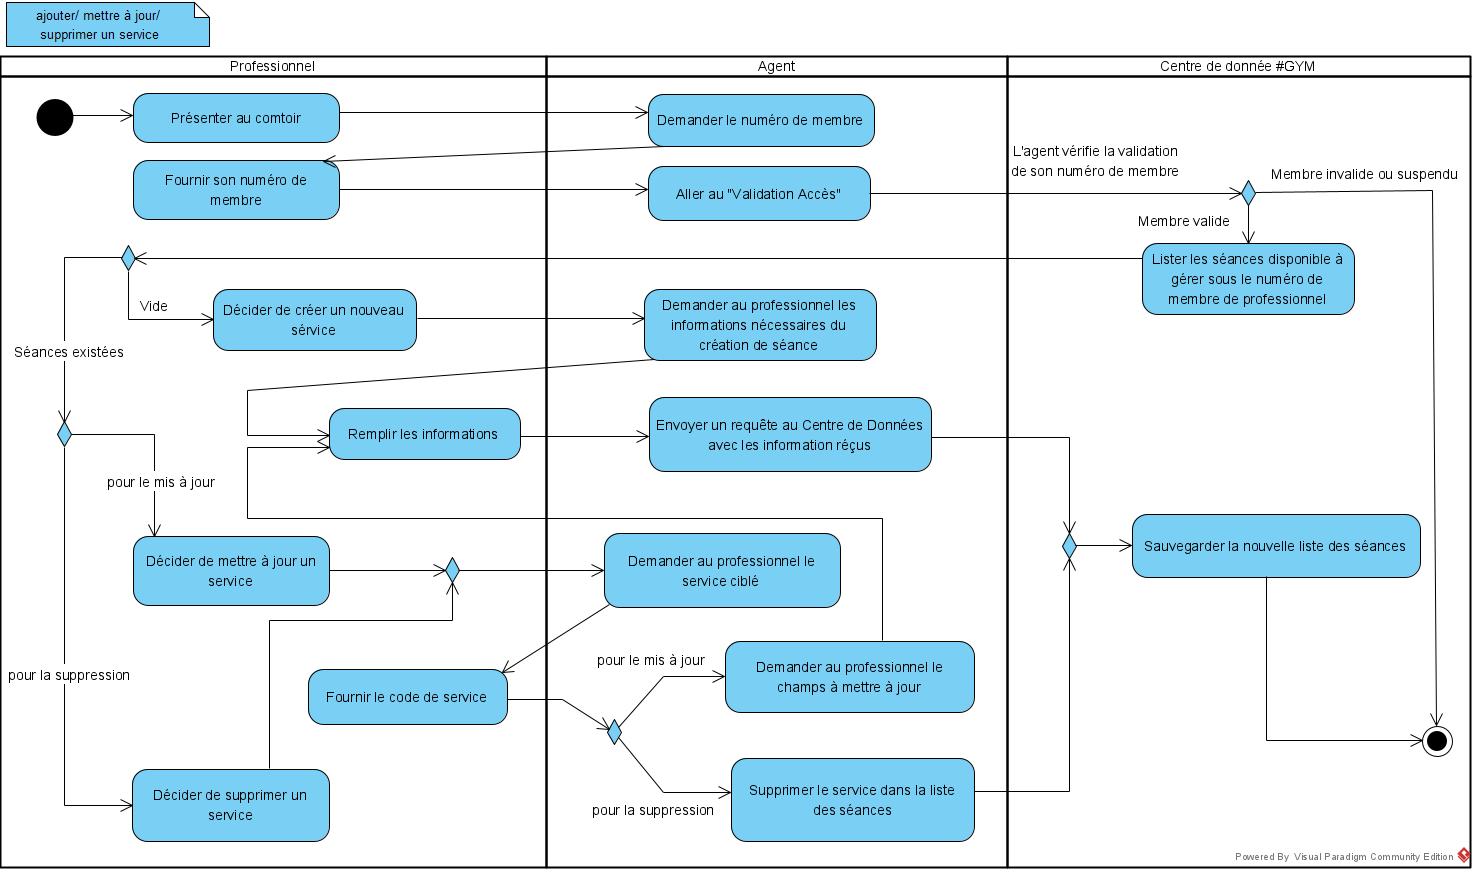 ajouter/ mettre à jour/
supprimer un service
Professionnel
Agent
Centre de donnée #GYM
Présenter au comtoir
Demander le numéro de membre
L'agent vérifie la validation
de son numéro de membre
Membre invalide ou suspendu
Fournir son numéro de
membre
Aller au "Validation Accès"
Membre valide
Lister les séances disponible à
gérer sous le numéro de
membre de professionnel
Vide
Décider de créer un nouveau
sérvice
Demander au professionnel les
informations nécessaires du
création de séance
Séances existées
Remplir les informations
Envoyer un requête au Centre de Données
avec les information réçus
pour le mis à jour
Décider de mettre à jour un
service
Demander au professionnel le
service ciblé
Sauvegarder la nouvelle liste des séances
pour la suppression
Fournir le code de service
pour le mis à jour
Demander au professionnel le
champs à mettre à jour
Décider de supprimer un
service
pour la suppression
Supprimer le service dans la liste
des séances
Powered By Visual Paradigm Community Edition